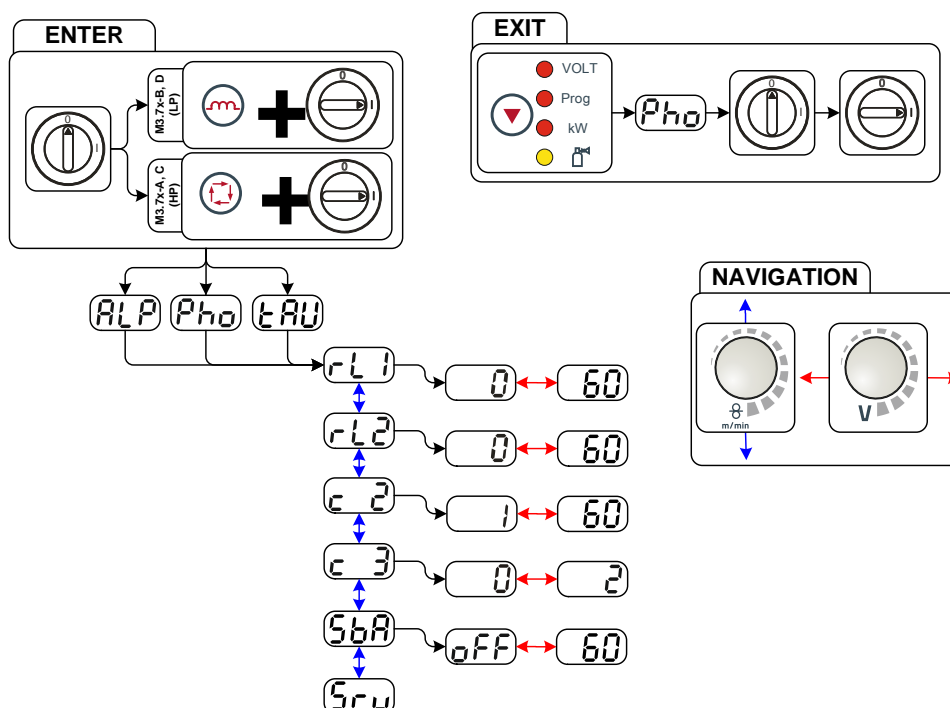 ENTER
EXIT
0
I
M3.7x-B, D
(LP)
0
I
M3.7x-A, C
(HP)
0
I
VOLT
Prog
kW
Pho
0
I
0
I
ALP
Pho
tAU
NAVIGATION
m/min
V
rL1
0
60
rL2
0
60
c 2
1
60
c 3
0
2
SbA
oFF
60
Srv